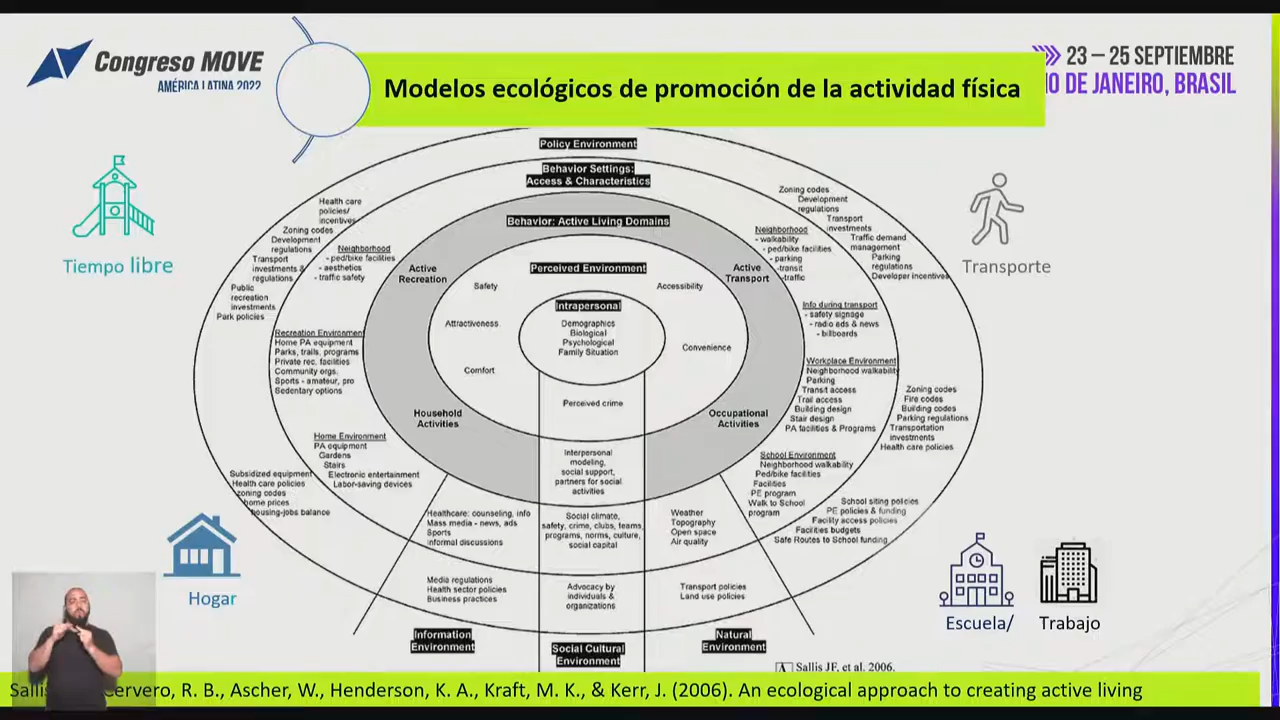 Congreso MOVE
AMÉRICA LATINA 2022
Modelos ecológicos de promoción de la actividad física
23 – 25 SEPTIEMBRE
IO DE JANEIRO, BRASIL
Tiempo libre
Transporte
Hogar
Escuela/
Trabajo
Policy Environment
Behavior Settings:
Access & Characteristics
Behavior: Active Living Domains
Perceived Environment
Intrapersonal
Demographics
Biological
Psychological
Family Situation
Safety
Accessibility
Attractiveness
Convenience
Comfort
Perceived crime
Active
Recreation
Active
Transport
Household
Activities
Occupational
Activities
Interpersonal
modeling,
social support,
partners for social
activities
Health care
policies/
incentives
Zoning codes
Development
regulations
Transport
investments &
regulations
Public
recreation
investments
Park policies
Neighborhood
- ped/bike facilities
- aesthetics
- traffic safety
Recreation Environment
Home PA equipment
Parks, trails, programs
Private rec. facilities
Community orgs.
Sports - amateur, pro
Sedentary options
Home Environment
PA equipment
Gardens
Stairs
Electronic entertainment
Labor-saving devices
Subsidized equipment
Health care policies
zoning codes
home prices
housing-jobs balance
Zoning codes
Development
regulations
Transport
investments
Traffic demand
management
Parking
regulations
Developer incentives
Neighborhood
- walkability
- ped/bike facilities
- parking
-transit
-traffic
Info during transport
- safety signage
- radio ads & news
- billboards
Workplace Environment
Neighborhood walkability
Parking
Transit access
Trail access
Building design
Stair design
PA facilities & Programs
Zoning codes
Fire codes
Building codes
Parking regulations
Transportation
investments
Health care policies
School Environment
Neighborhood walkability
Ped/bike facilities
Facilities
PE program
Walk to School
program
School siting policies
PE policies & funding
Facility access policies
Facilities budgets
Safe Routes to School funding
Healthcare: counseling, info
Mass media - news, ads
Sports
Informal discussions
Social climate,
safety, crime, clubs, teams,
programs, norms, culture,
social capital
Weather
Topography
Open space
Air quality
Media regulations
Health sector policies
Business practices
Advocacy by
individuals &
organizations
Transport policies
Land use policies
Information
Environment
Social Cultural
Environment
Natural
Environment
A Sallis JF, et al. 2006.
Sallis Cervero, R. B., Ascher, W., Henderson, K. A., Kraft, M. K., & Kerr, J. (2006). An ecological approach to creating active living